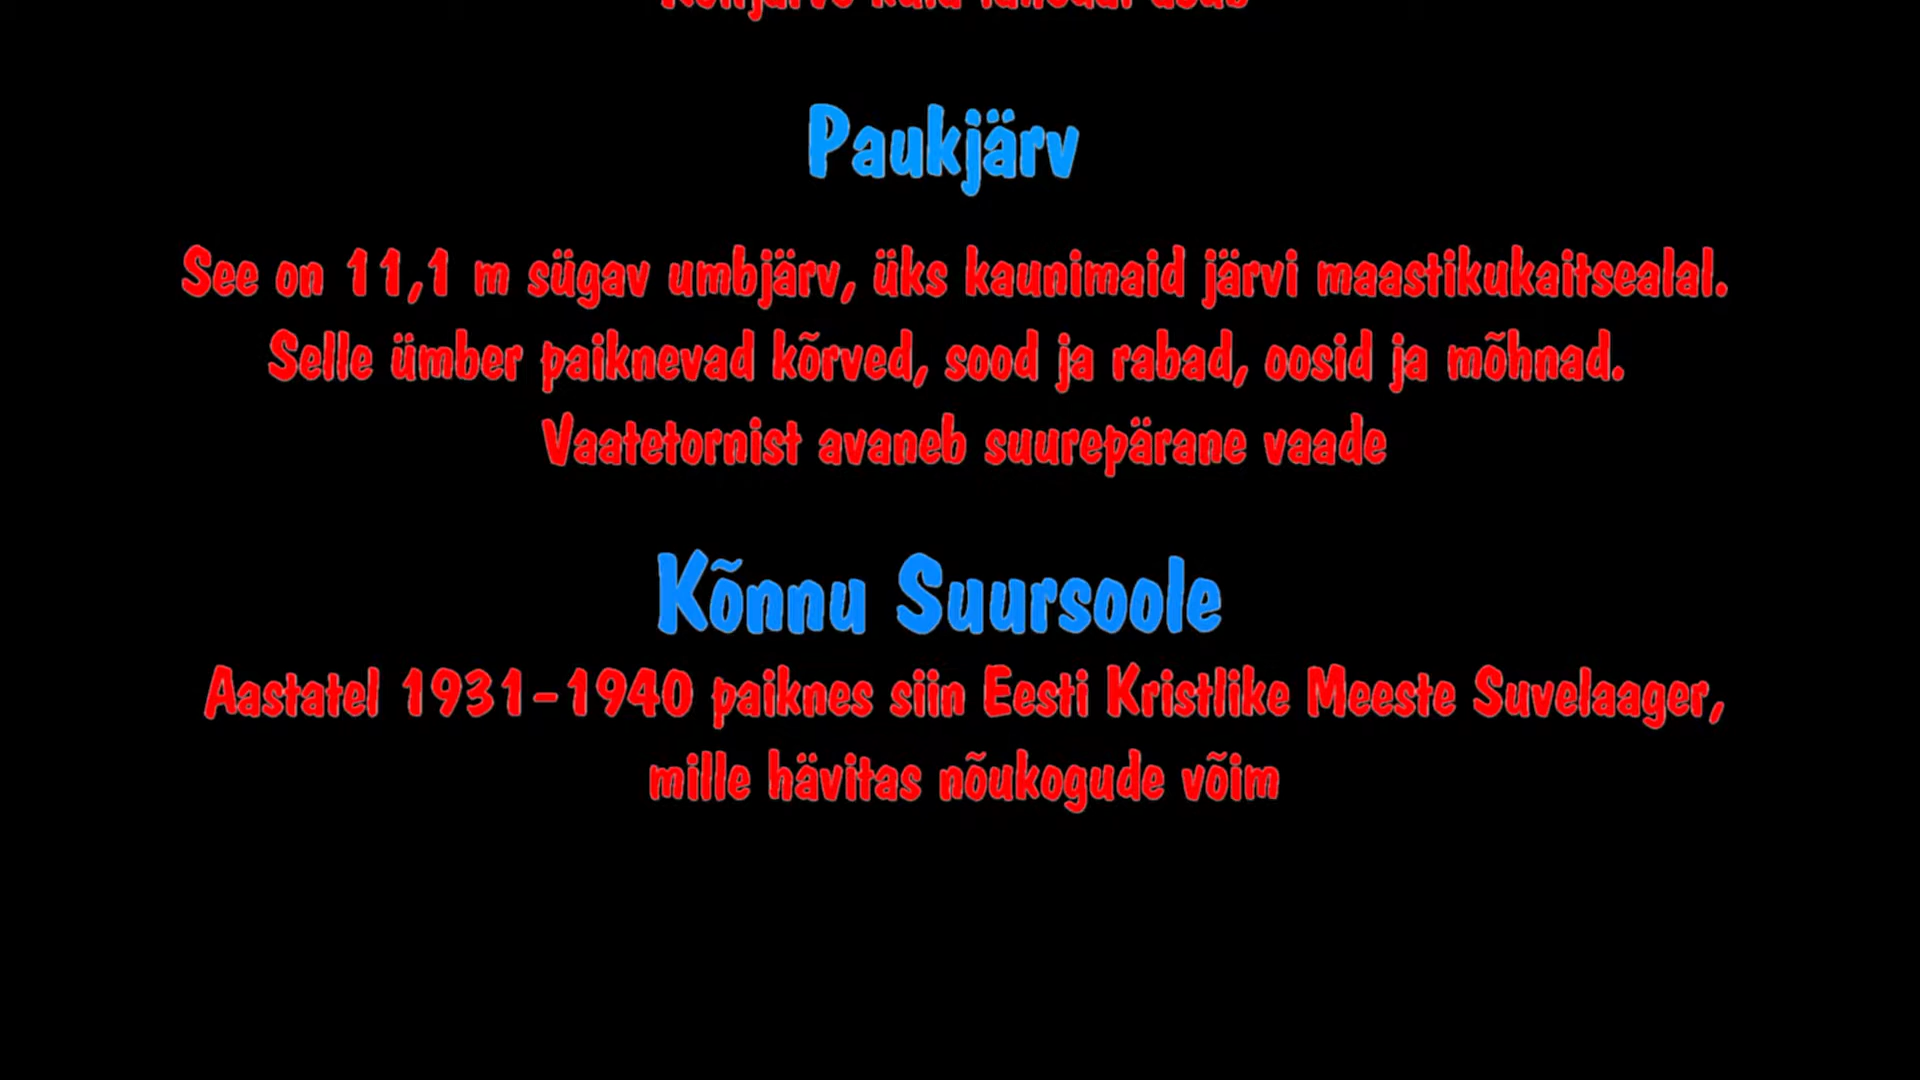 Paukjärv
See on 11,1 m sügav umbjärv, üks kaunimaid järvi maastikukaitsealal.
Selle ümber paiknevad kõrved, sood ja rabad, oosid ja mõhnad.
Vaatetornist avaneb suurepärane vaade
Kõnnu Suursoole
Aastatel 1931-1940 paiknes siin Eesti Kristlike Meeste Suvelaager,
mille hävitas nõukogude võim